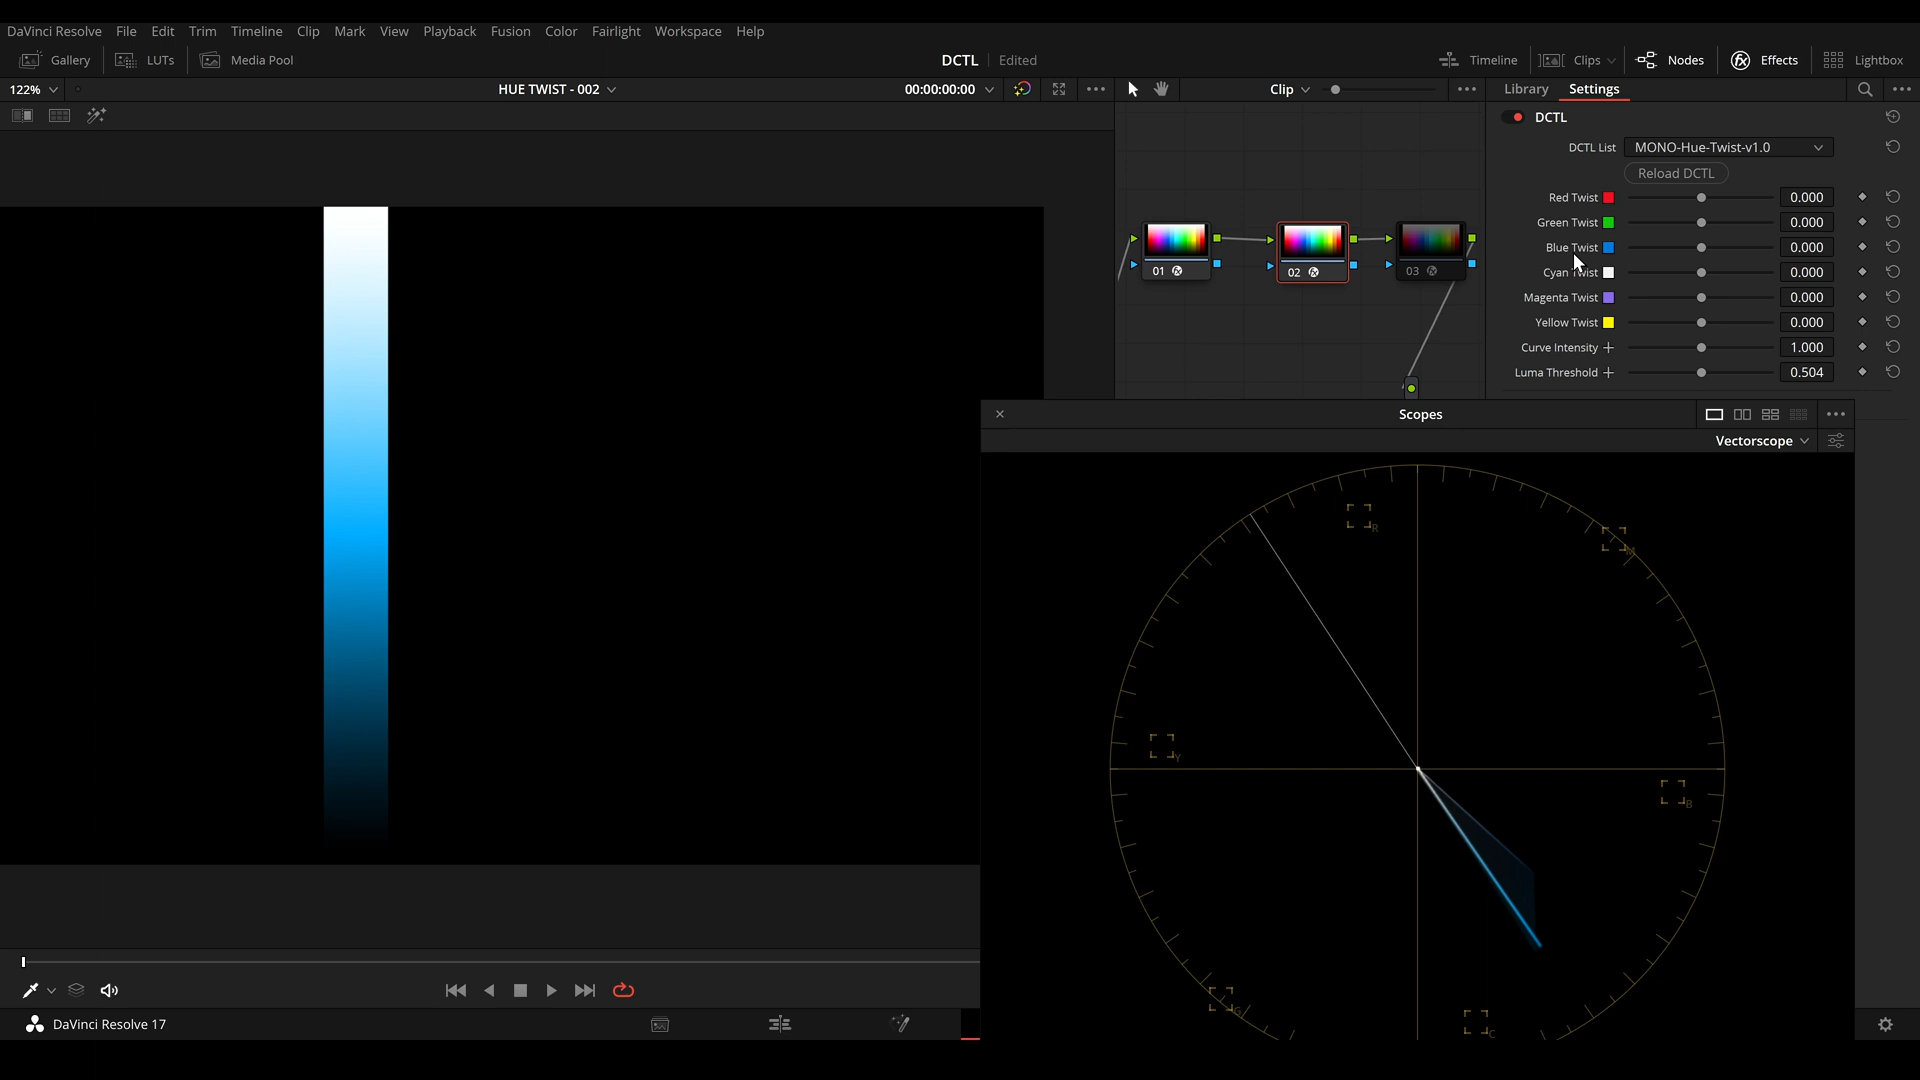 DaVinci Resolve File Edit Trim Timeline Clip Mark View Playback Fusion Color Fairlight Workspace Help
Gallery LUTs Media Pool DCTL Edited Timeline Clips Nodes Effects Lightbox
122% HUE TWIST - 002 00:00:00:00 Clip Library Settings
DCTL
DCTL List MONO-Hue-Twist-v1.0
Reload DCTL
Red Twist 0.000
Green Twist 0.000
Blue Twist 0.000
Cyan Twist 0.000
Magenta Twist 0.000
Yellow Twist 0.000
Curve Intensity 1.000
Luma Threshold 0.504
01 02 03
Scopes
Vectorscope
R
M
Y
B
G
C
DaVinci Resolve 17